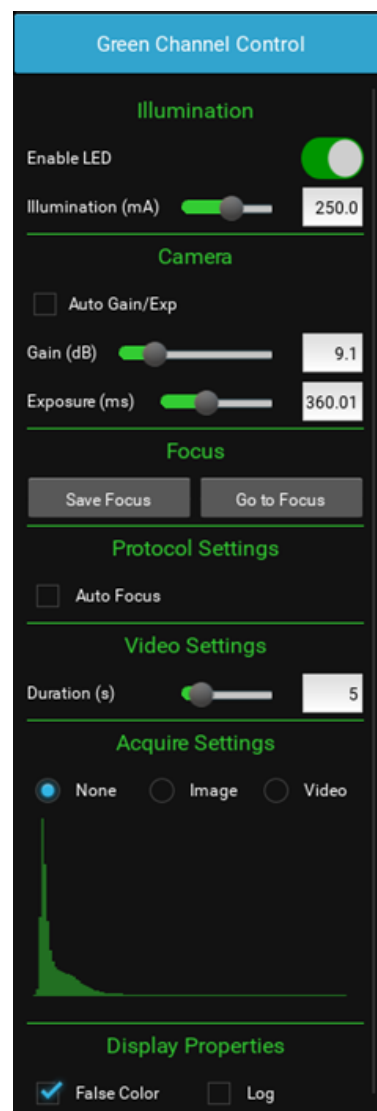 Green Channel Control
Illumination
Enable LED
Illumination (mA) 250.0
Camera
Auto Gain/Exp
Gain (dB) 9.1
Exposure (ms) 360.01
Focus
Save Focus Go to Focus
Protocol Settings
Auto Focus
Video Settings
Duration (s) 5
Acquire Settings
None Image Video
Display Properties
False Color Log